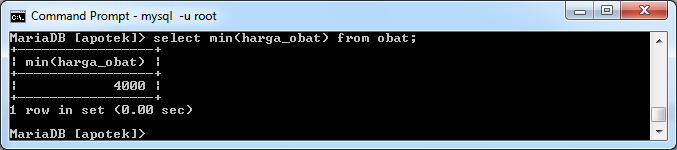 Command Prompt - mysql -u root
MariaDB [apotek]> select min(harga_obat) from obat;
+-----------------+
| min(harga_obat) |
+-----------------+
|            4000 |
+-----------------+
1 row in set (0.00 sec)
MariaDB [apotek]>